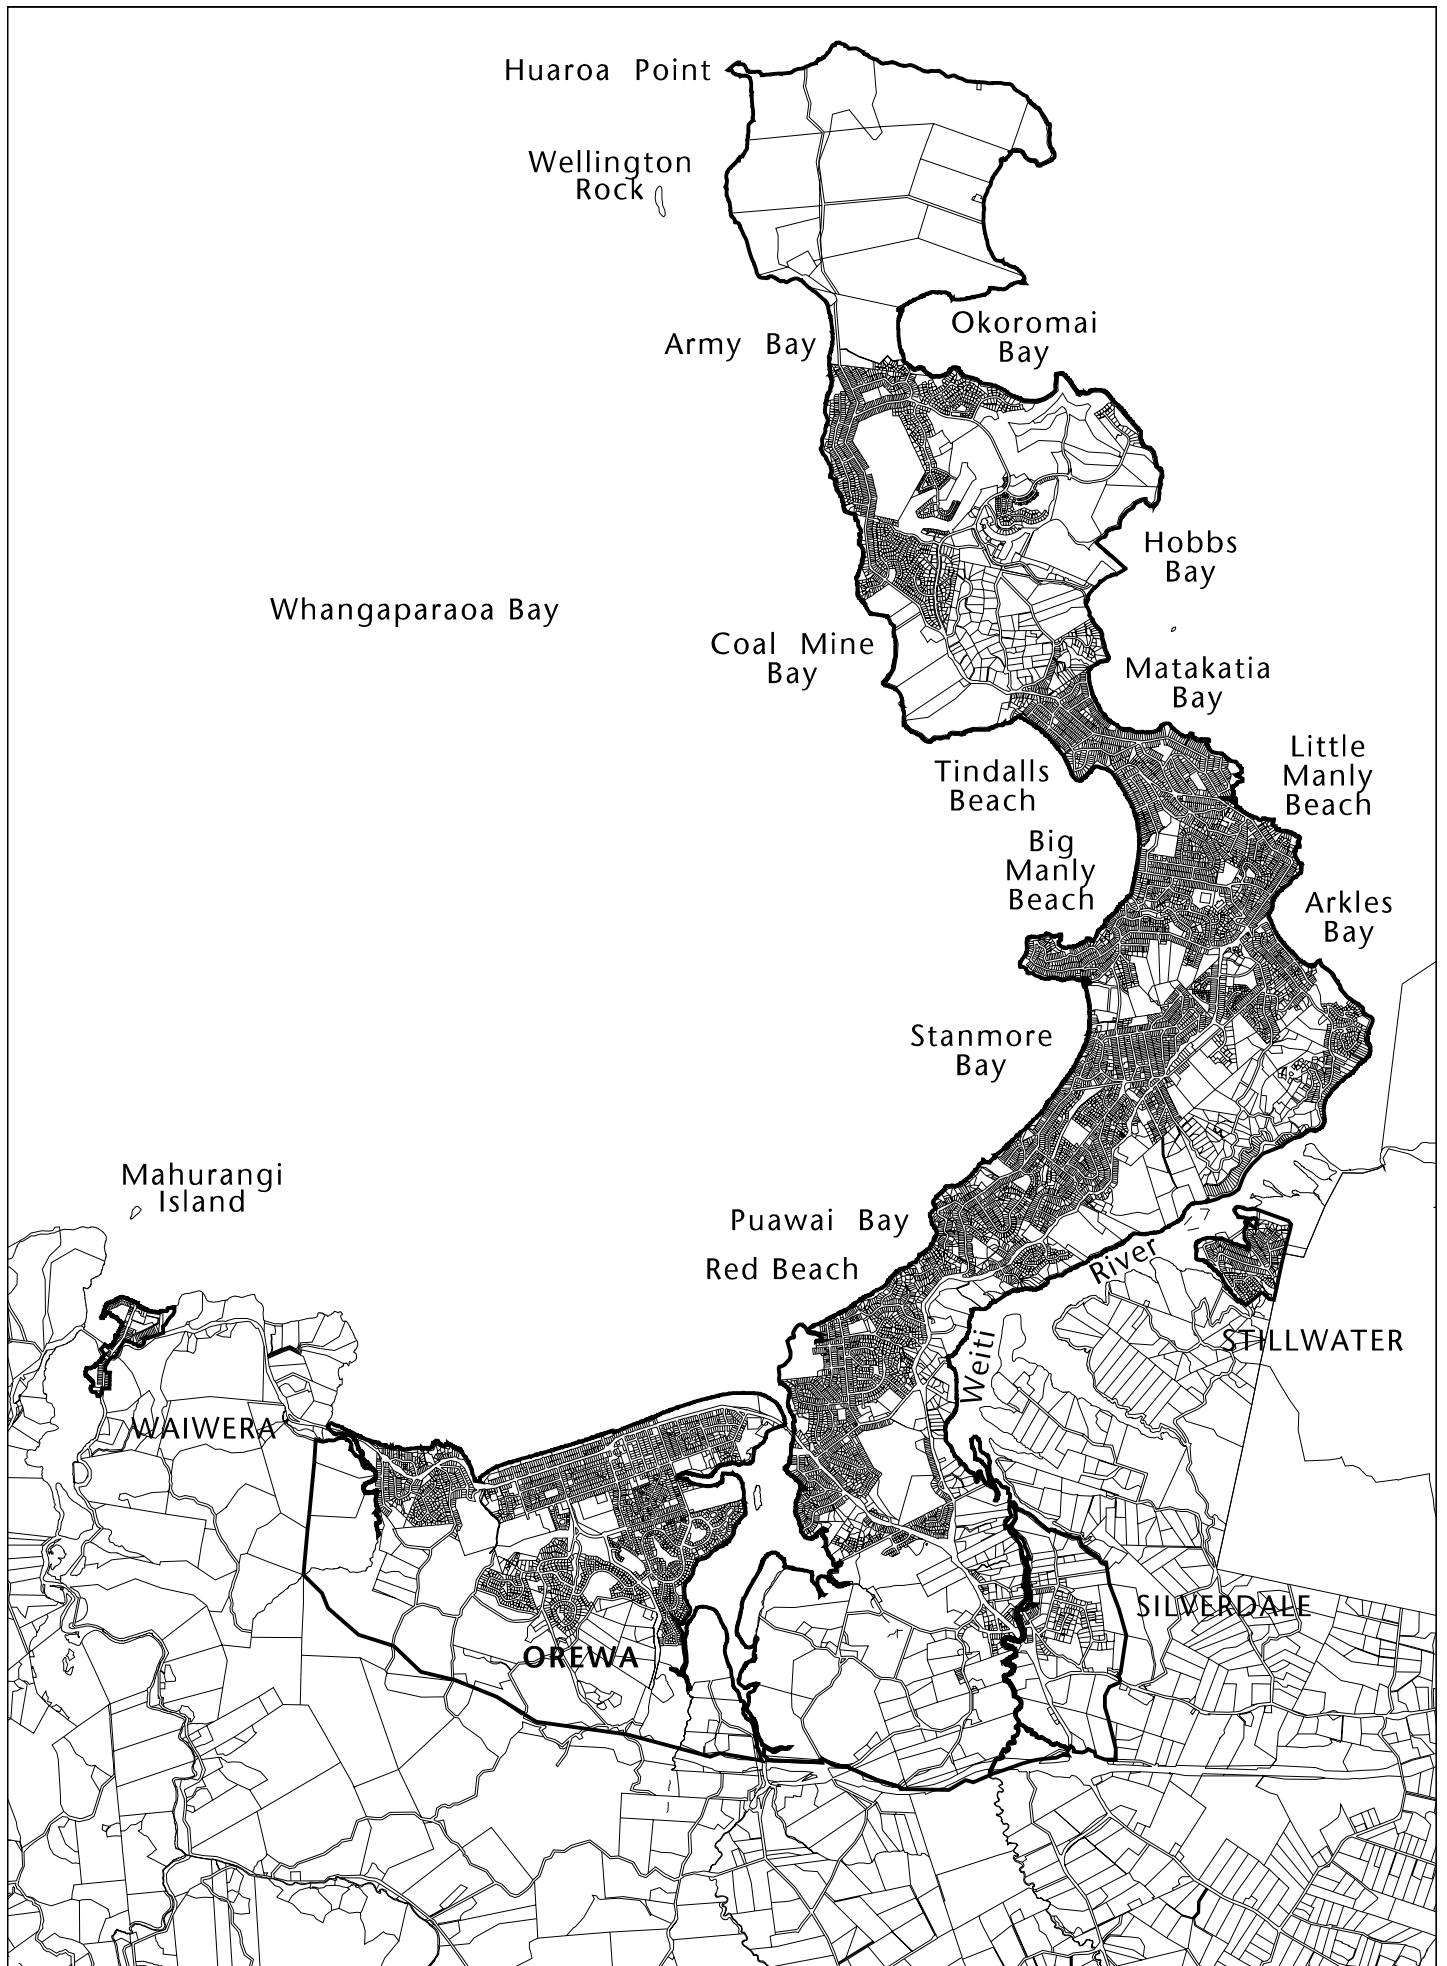 Huaroa Point
Wellington
Rock
Okoromai
Bay
Army Bay
Hobbs
Bay
Whangaparaoa Bay
Coal Mine
Bay
Matakatia
Bay
Little
Manly
Beach
Tindalls
Beach
Big
Manly
Beach
Arkles
Bay
Stanmore
Bay
Mahurangi
Island
Puawai Bay
Red Beach
River
Weiti
STILLWATER
WAIWERA
SILVERDALE
OREWA